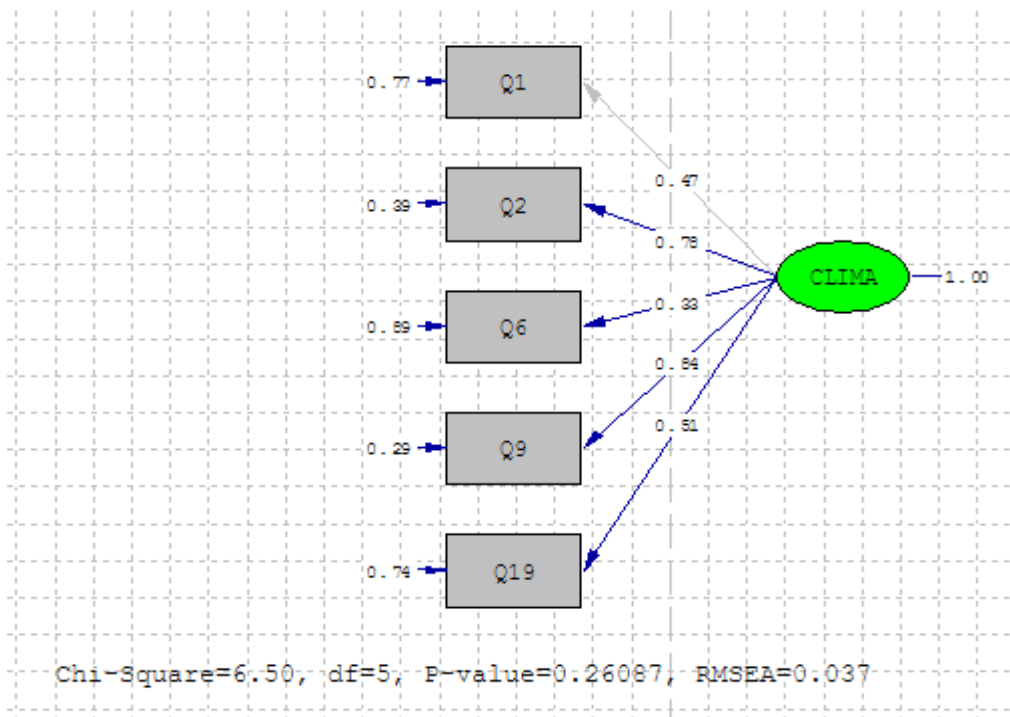 0.77 Q1
0.47
0.39 Q2
0.78
CLIMA 1.00
0.33
0.89 Q6
0.84
0.51
0.29 Q9
0.74 Q19
Chi-Square=6.50, df=5, P-value=0.26087, RMSEA=0.037